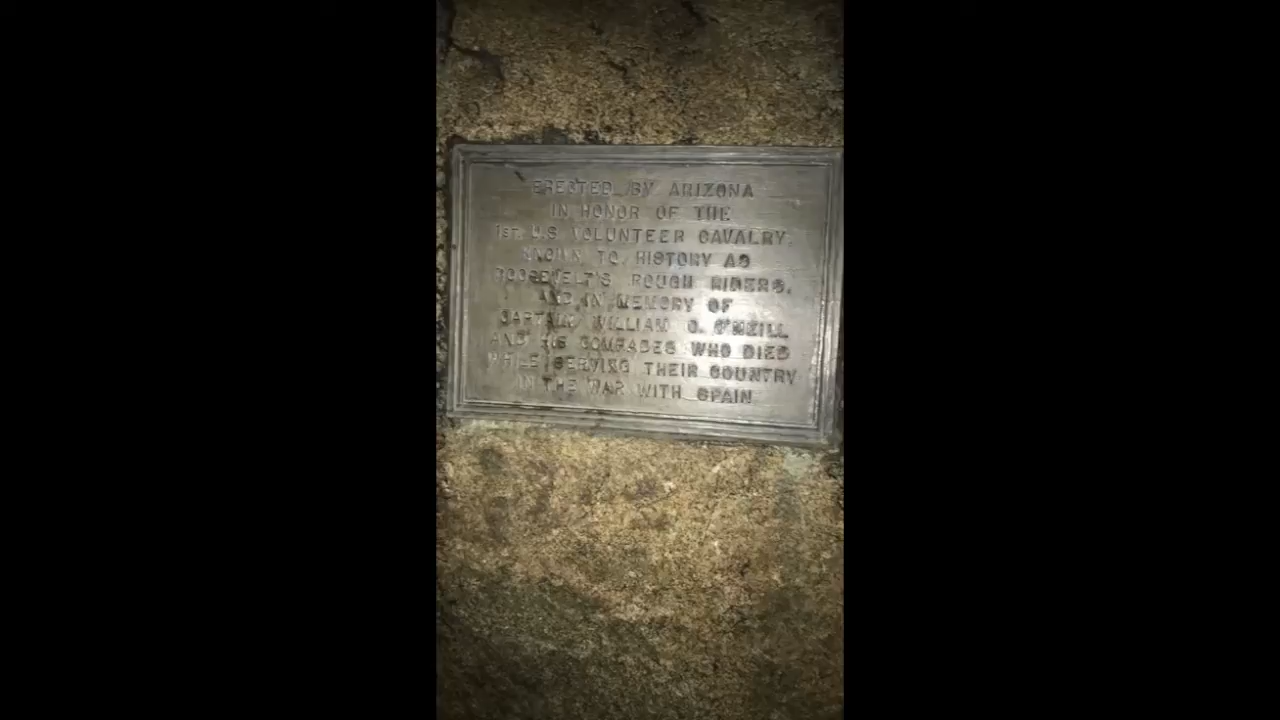 ERECTED BY ARIZONA
IN HONOR OF THE
1ST. U.S VOLUNTEER CAVALRY.
KNOWN TO HISTORY AS
ROOSEVELT'S ROUGH RIDERS.
AND IN MEMORY OF
CAPTAIN WILLIAM O. O'NEILL
AND HIS COMRADES WHO DIED
WHILE SERVING THEIR COUNTRY
IN THE WAR WITH SPAIN